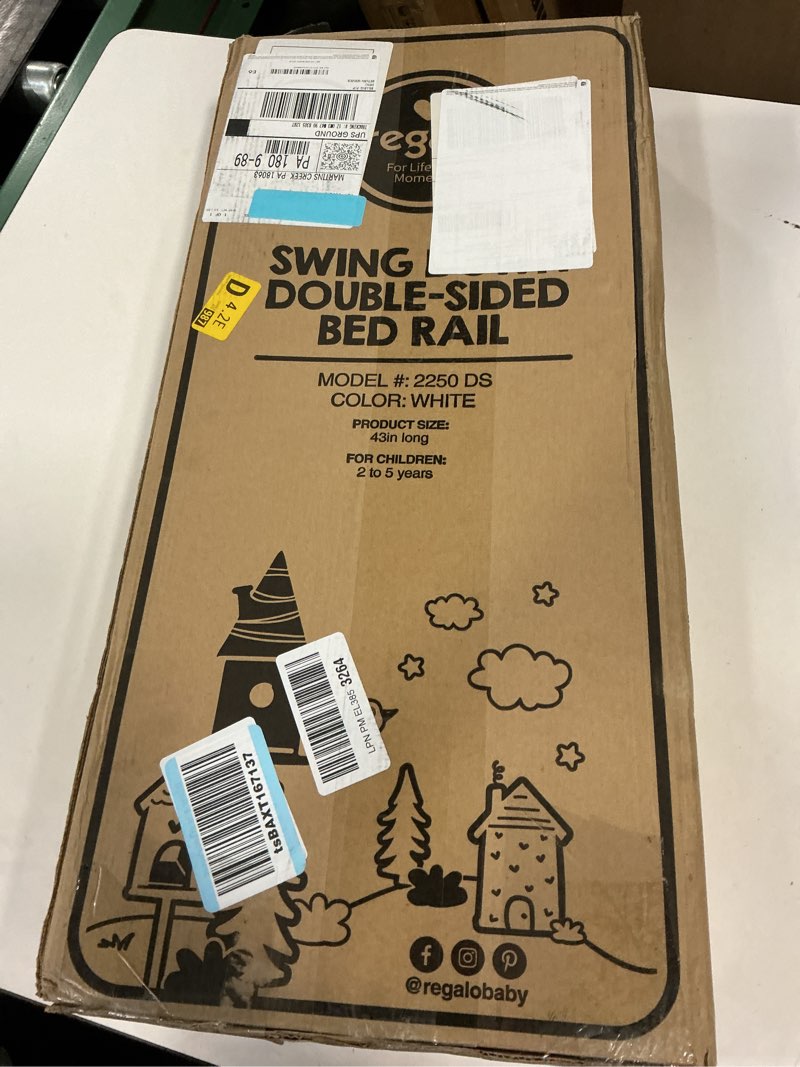 UPS GROUND
PA 180 9-89
MARTINS CREEK PA 18063
For Life
SWING
DOUBLE-SIDED
BED RAIL
D 4.2E
987
MODEL #: 2250 DS
COLOR: WHITE
PRODUCT SIZE:
43in long
FOR CHILDREN:
2 to 5 years
LPN PM EL385 3264
tsBAXT167137
@regalobaby